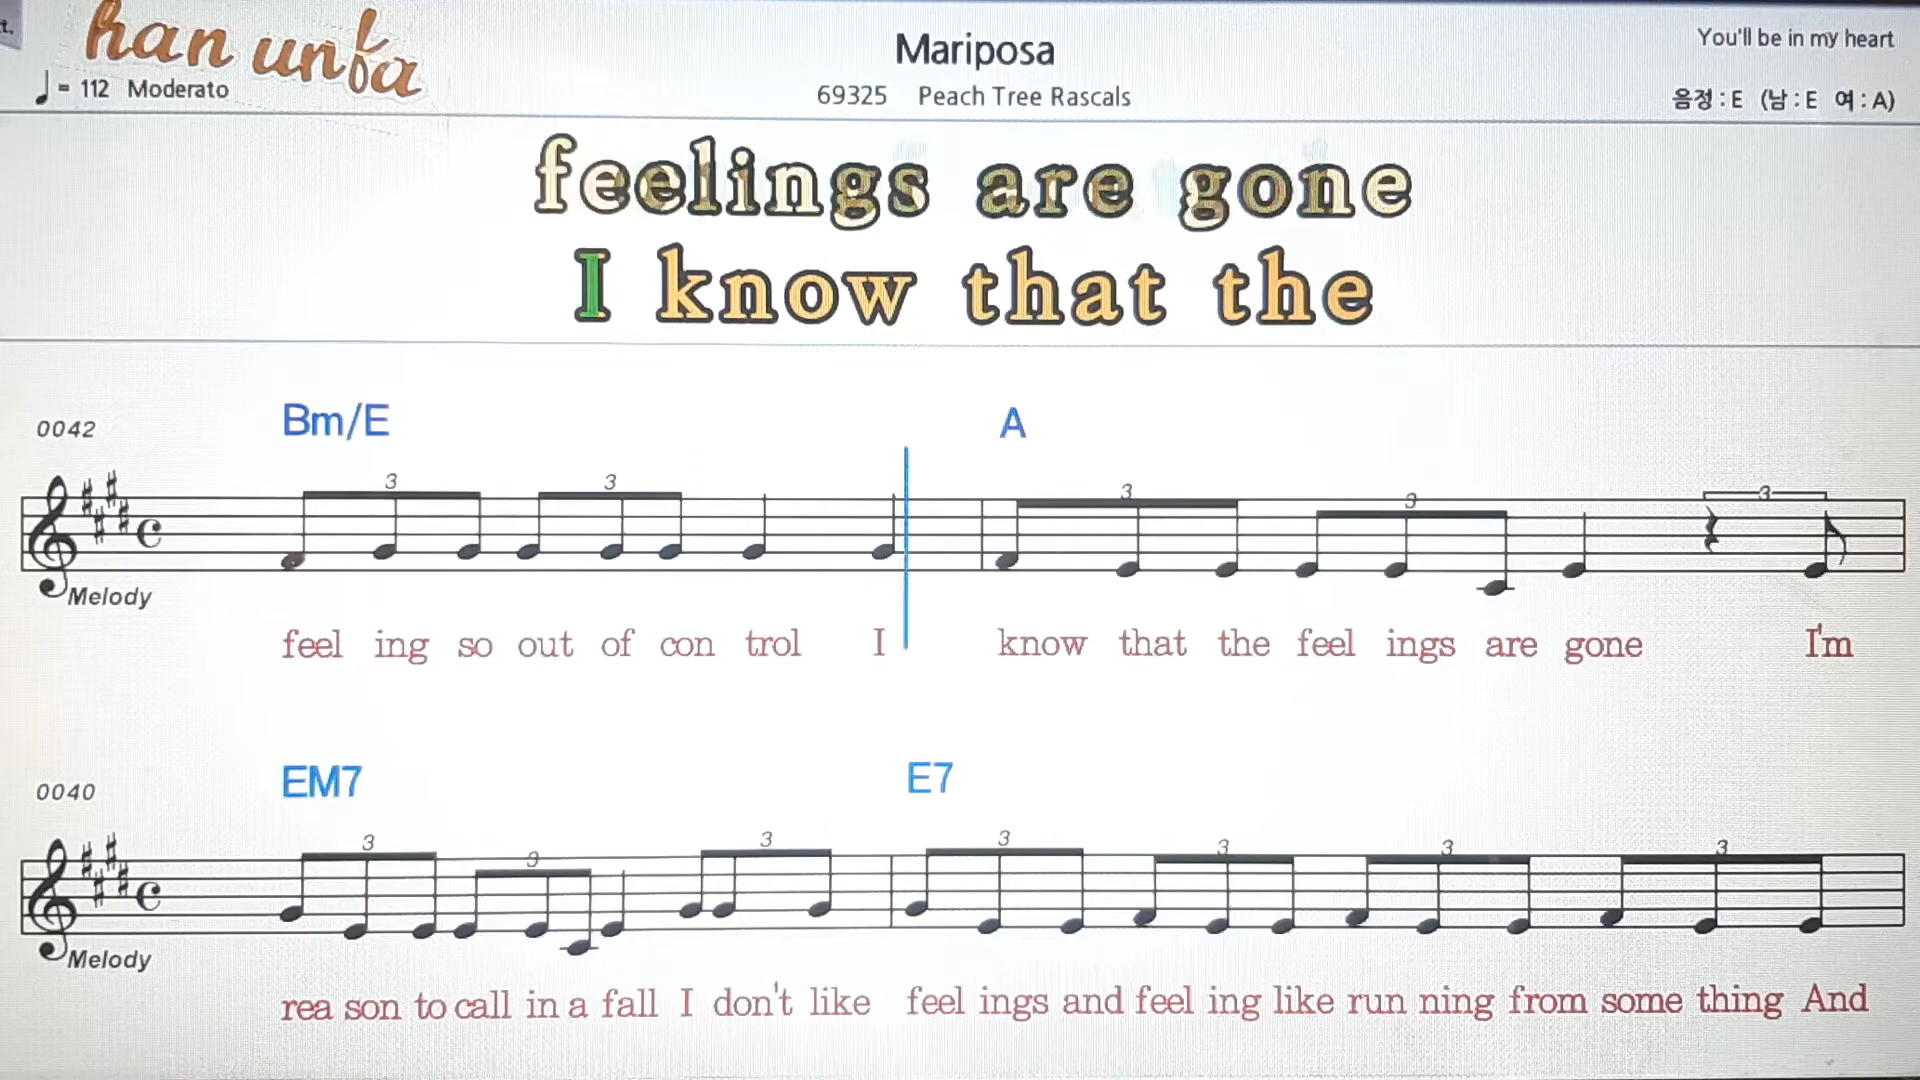 t.
han unfa
♩ = 112 Moderato
Mariposa
69325 Peach Tree Rascals
You'll be in my heart
음정 : E (남 : E 여 : A)
feelings are gone
I know that the
0042
Bm/E A
3 3 3 3 3
Melody
feel ing so out of con trol I know that the feel ings are gone I'm
0040
EM7 E7
3 3 3 3 3 3 3
Melody
rea son to call in a fall I don't like feel ings and feel ing like run ning from some thing And